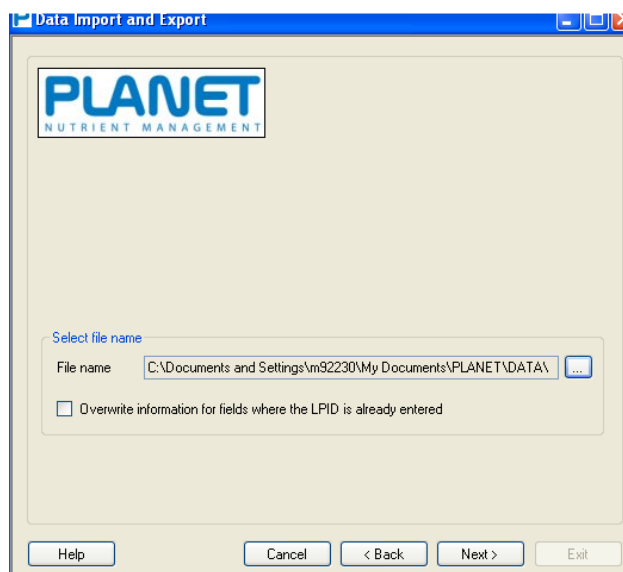 Data Import and Export
PLANET
NUTRIENT MANAGEMENT
Select file name
File name C:\Documents and Settings\m92230\My Documents\PLANET\DATA\ ...
Overwrite information for fields where the LPID is already entered
Help Cancel < Back Next > Exit